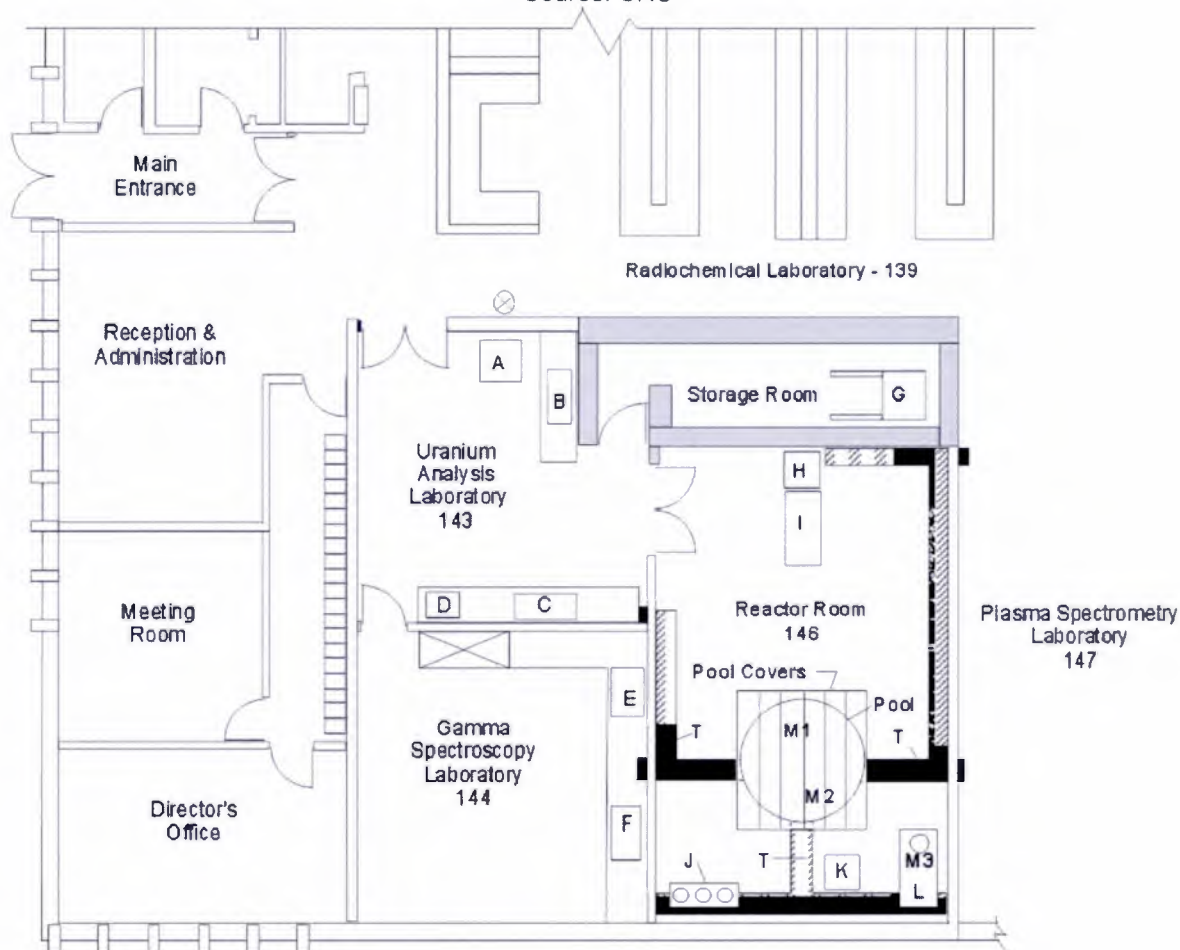 Main
Entrance
Radiochemical Laboratory - 139
Reception &
Administration
A
B
Storage Room
G
Uranium
Analysis
Laboratory
143
H
I
D
C
Meeting
Room
Reactor Room
146
Plasma Spectrometry
Laboratory
147
Pool Covers
Pool
E
M1
T
T
Gamma
Spectroscopy
Laboratory
144
M2
Director's
Office
F
J
T
K
M3
L